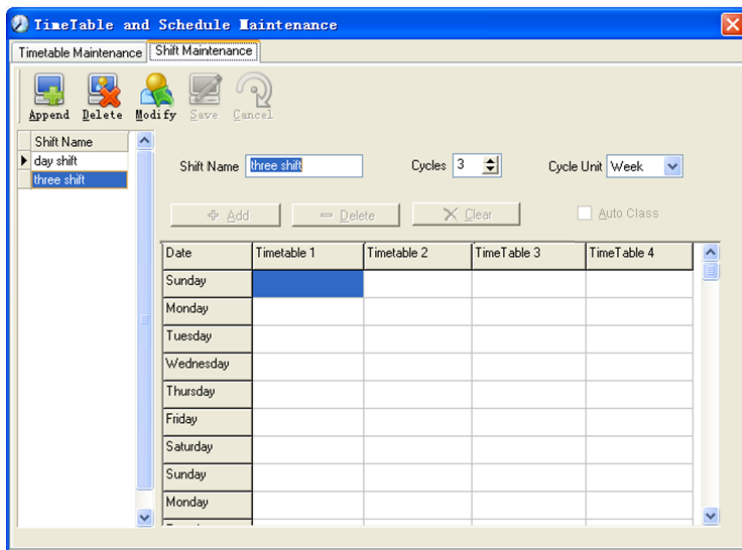 TimeTable and Schedule Maintenance
Timetable Maintenance Shift Maintenance
Append Delete Modify Save Cancel
Shift Name
day shift
three shift
Shift Name three shift Cycles 3 Cycle Unit Week
Add Delete Clear Auto Class
Date Timetable 1 Timetable 2 TimeTable 3 TimeTable 4
Sunday
Monday
Tuesday
Wednesday
Thursday
Friday
Saturday
Sunday
Monday